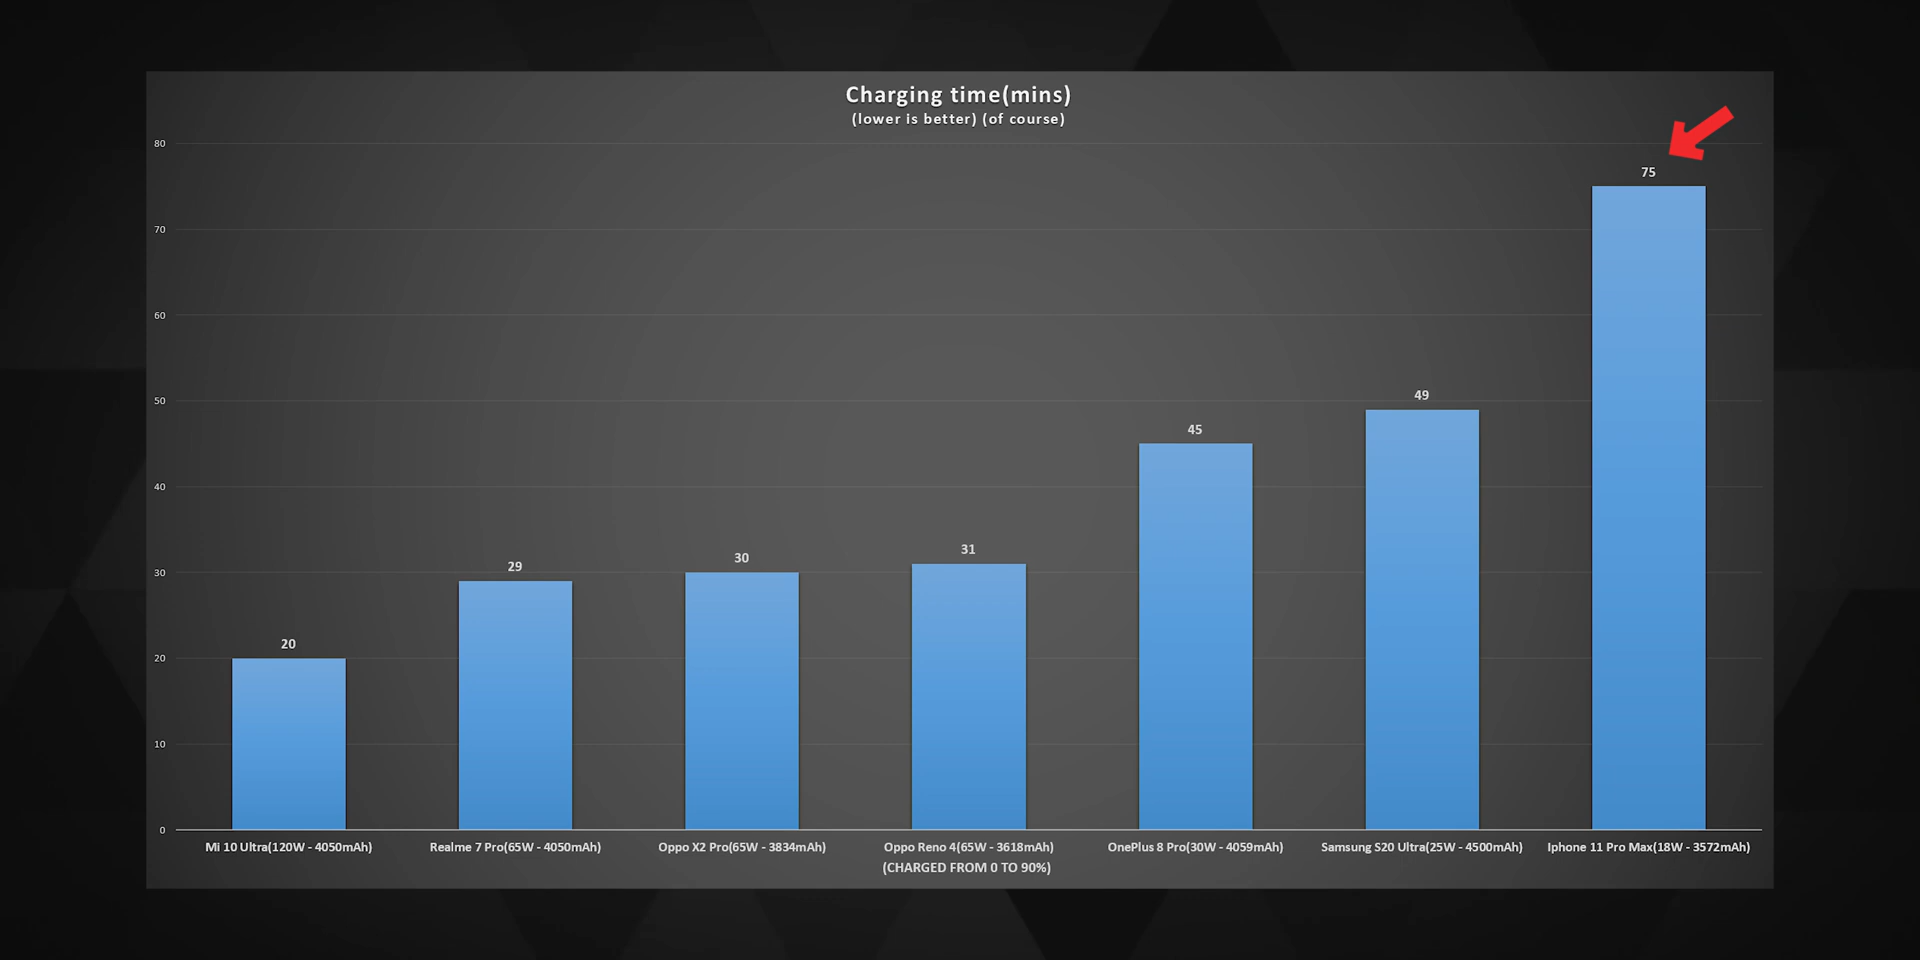 Charging time(mins)
(lower is better) (of course)
80
70
60
50
40
30
20
10
0
20
29
30
31
45
49
75
Mi 10 Ultra(120W - 4050mAh)
Realme 7 Pro(65W - 4050mAh)
Oppo X2 Pro(65W - 3834mAh)
Oppo Reno 4(65W - 3618mAh)
OnePlus 8 Pro(30W - 4059mAh)
Samsung S20 Ultra(25W - 4500mAh)
Iphone 11 Pro Max(18W - 3572mAh)
(CHARGED FROM 0 TO 90%)